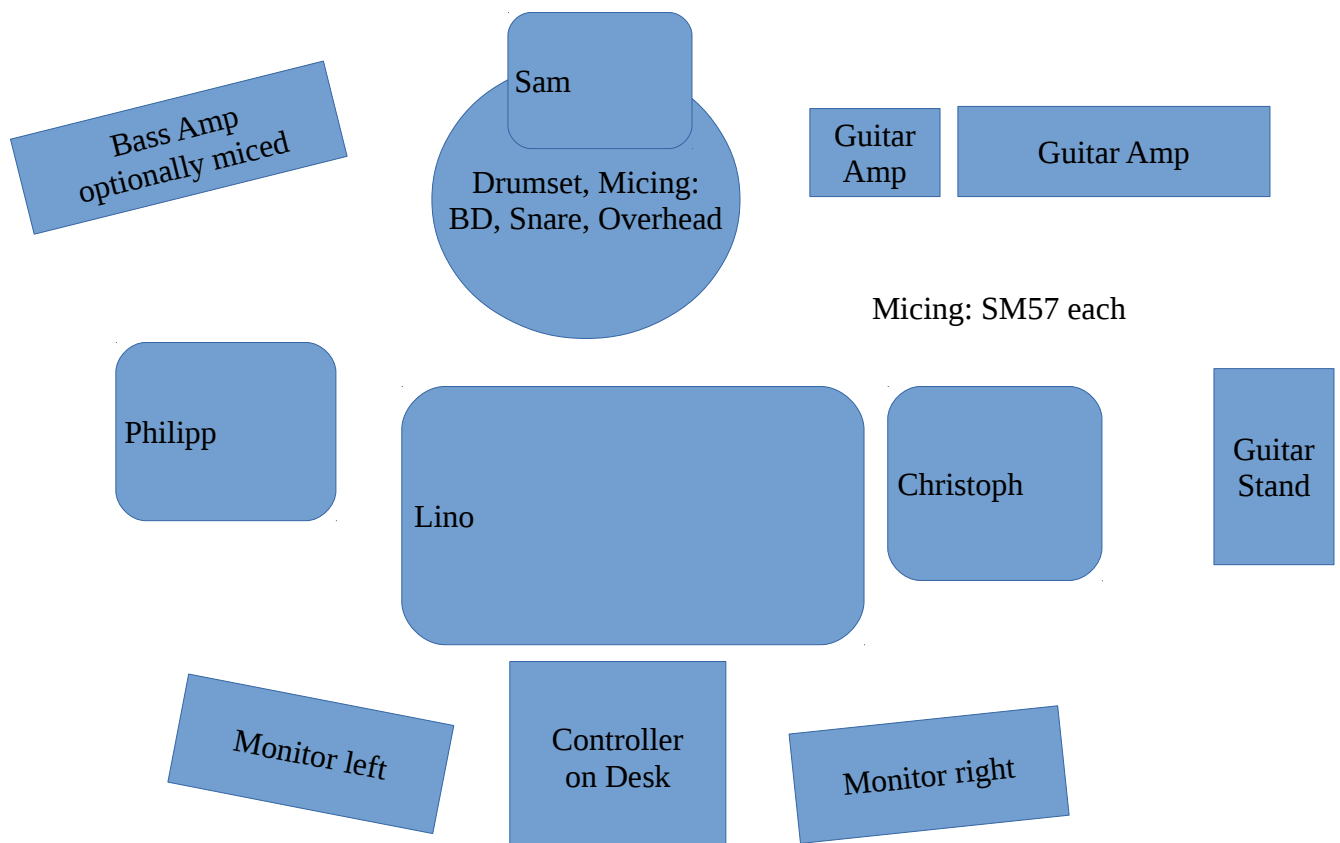 Sam
Bass Amp
optionally miced
Guitar
Amp
Guitar Amp
Drumset, Micing:
BD, Snare, Overhead
Micing: SM57 each
Philipp
Lino
Christoph
Guitar
Stand
Monitor left
Controller
on Desk
Monitor right